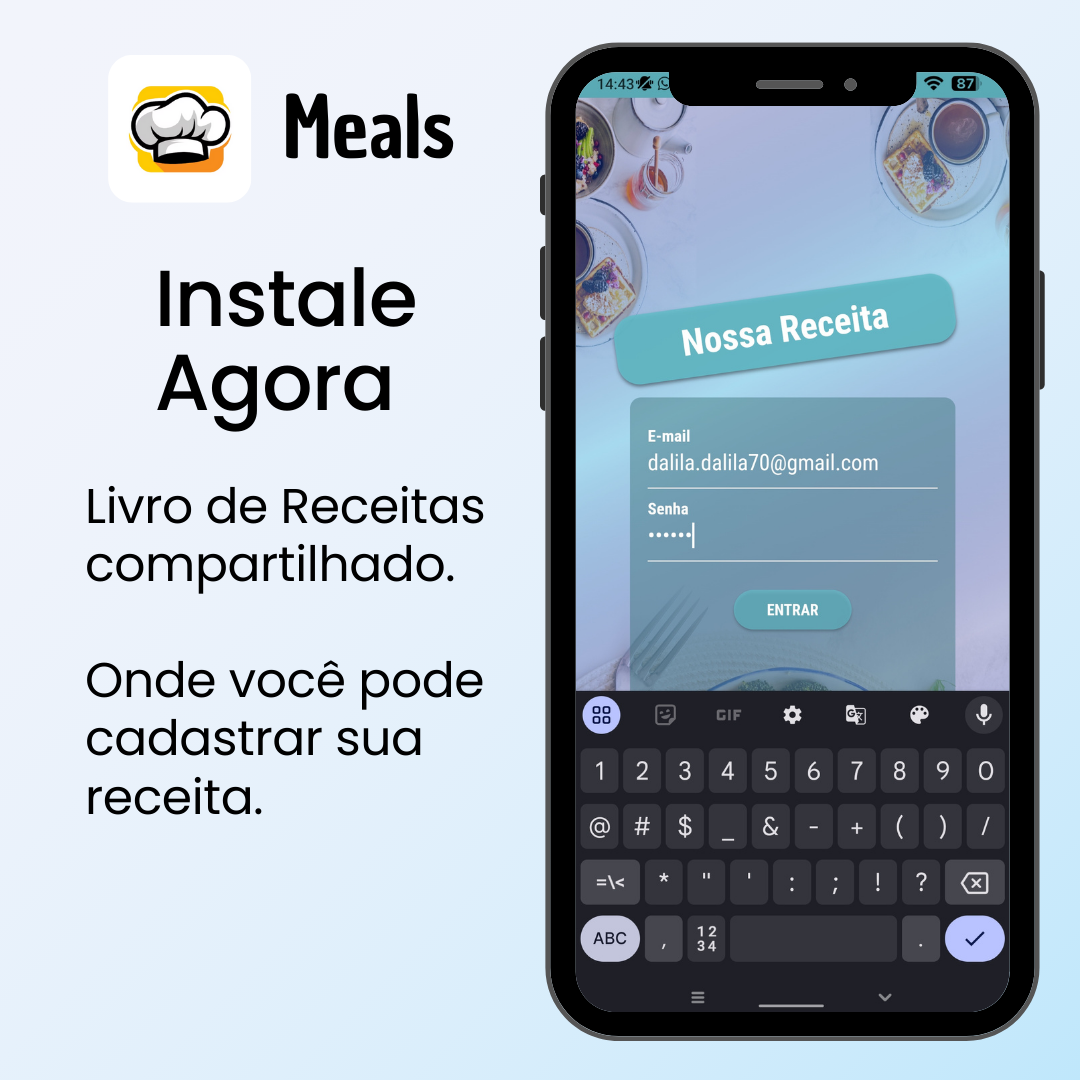 Meals
Instale
Agora
Livro de Receitas
compartilhado.
Onde você pode
cadastrar sua
receita.
14:43
87
Nossa Receita
E-mail
dalila.dalila70@gmail.com
Senha
••••••
ENTRAR
GIF
1 2 3 4 5 6 7 8 9 0
@ # $ _ & - + ( ) /
=\< * " ' : ; ! ?
ABC , 12 34 .